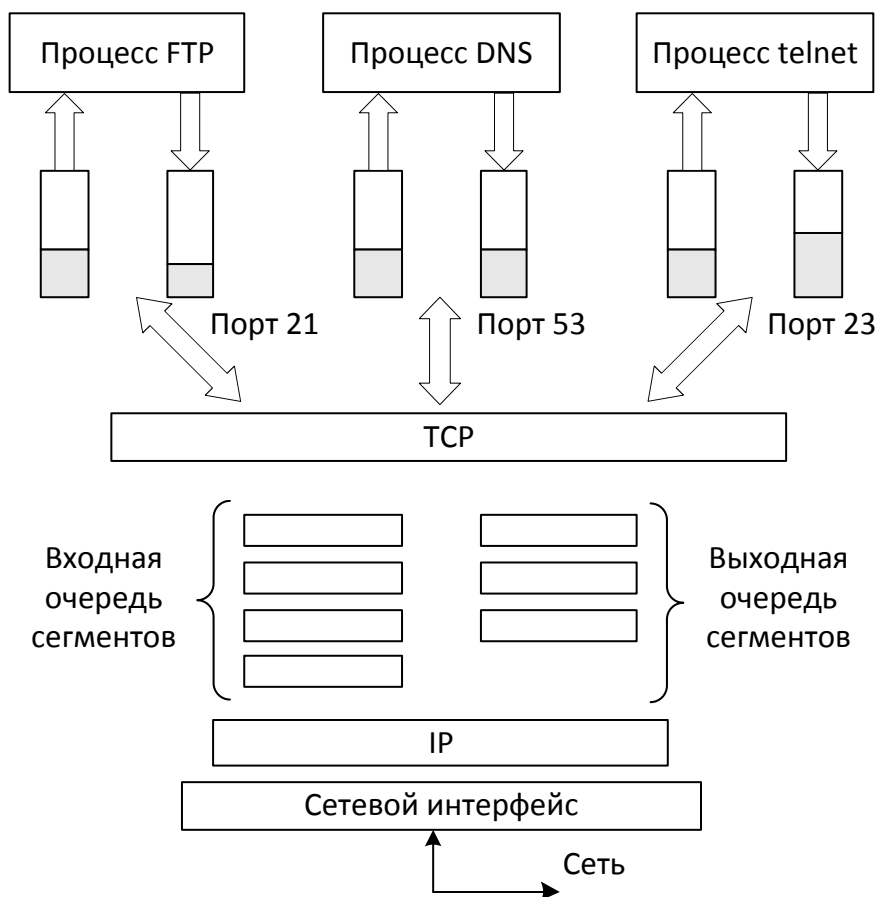 Процесс FTP
Процесс DNS
Процесс telnet
Порт 21
Порт 53
Порт 23
TCP
Входная
очередь
сегментов
Выходная
очередь
сегментов
IP
Сетевой интерфейс
Сеть